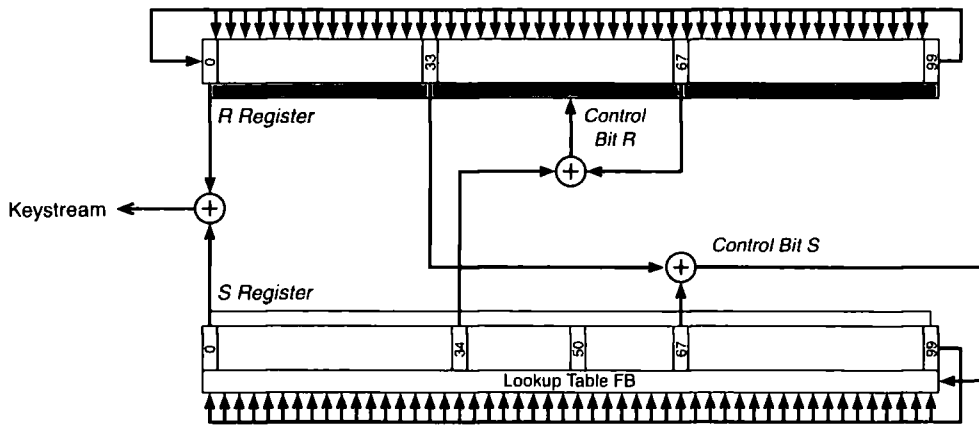 0
33
67
99
R Register
Control
Bit R
Keystream
Control Bit S
S Register
0
34
50
67
99
Lookup Table FB